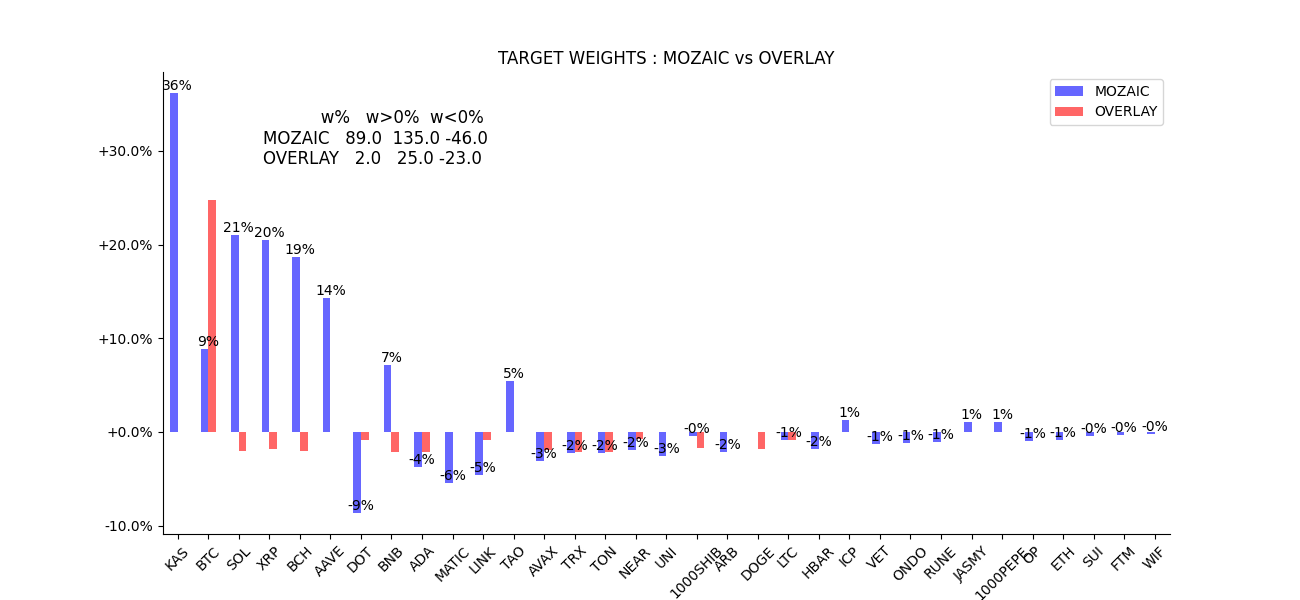 TARGET WEIGHTS : MOZAIC vs OVERLAY
MOZAIC
OVERLAY
w% w>0% w<0%
MOZAIC 89.0 135.0 -46.0
OVERLAY 2.0 25.0 -23.0
+30.0%
+20.0%
+10.0%
+0.0%
-10.0%
36%
9%
21%
20%
19%
14%
-9%
7%
-4%
-6%
-5%
5%
-3%
-2%
-2%
-2%
-3%
-0%
-2%
-1%
-2%
1%
-1%
-1%
-1%
1%
1%
-1%
-1%
-0%
-0%
-0%
KAS
BTC
SOL
XRP
BCH
AAVE
DOT
BNB
ADA
MATIC
LINK
TAO
AVAX
TRX
TON
NEAR
UNI
1000SHIB
ARB
DOGE
LTC
HBAR
ICP
VET
ONDO
RUNE
JASMY
1000PEPE
OP
ETH
SUI
FTM
WIF